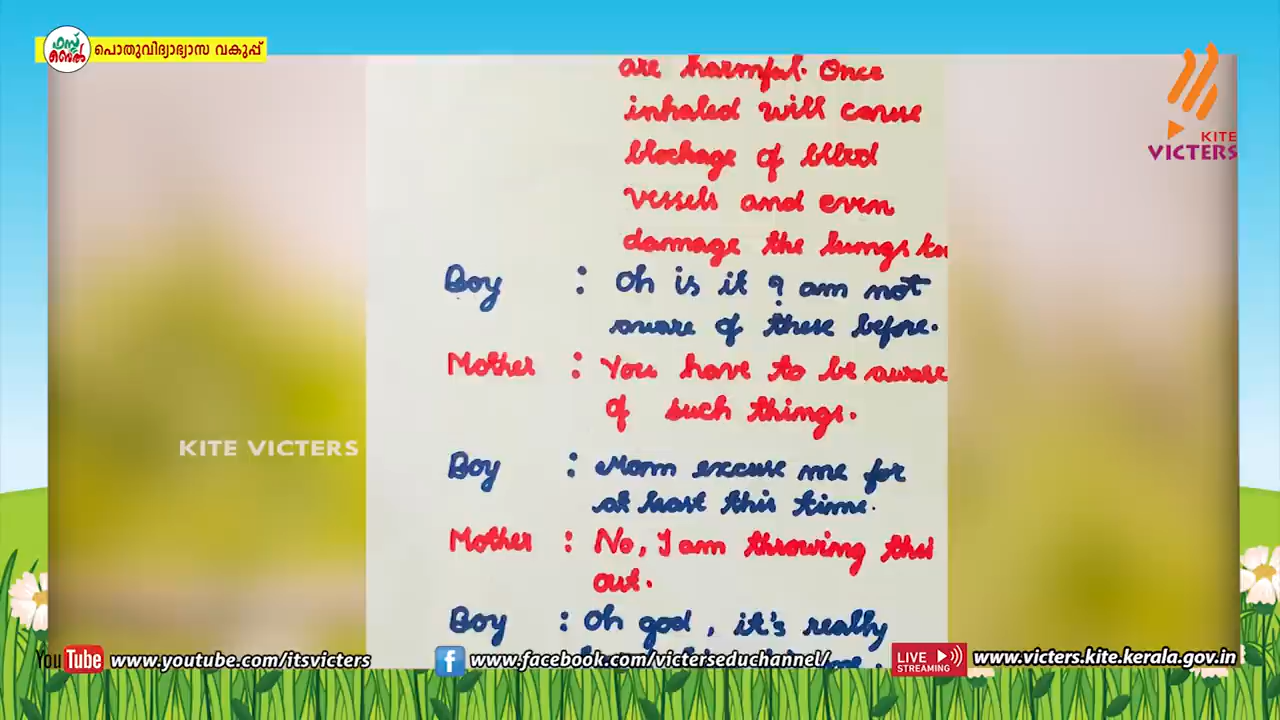 ഫസ്റ്റ് ബെൽ
പൊതുവിദ്യാഭ്യാസ വകുപ്പ്
KITE
VICTERS
are harmful. Once
inhaled will cause
blockage of blood
vessels and even
damage the lungs too
Boy : Oh is it ? am not
aware of these before.
Mother : You have to be aware
of such things.
Boy : Mom excuse me for
at least this time.
Mother : No, I am throwing this
out.
Boy : Oh god, it's really
KITE VICTERS
YouTube www.youtube.com/itsvicters
f www.facebook.com/victerseduchannel/
LIVE STREAMING www.victers.kite.kerala.gov.in